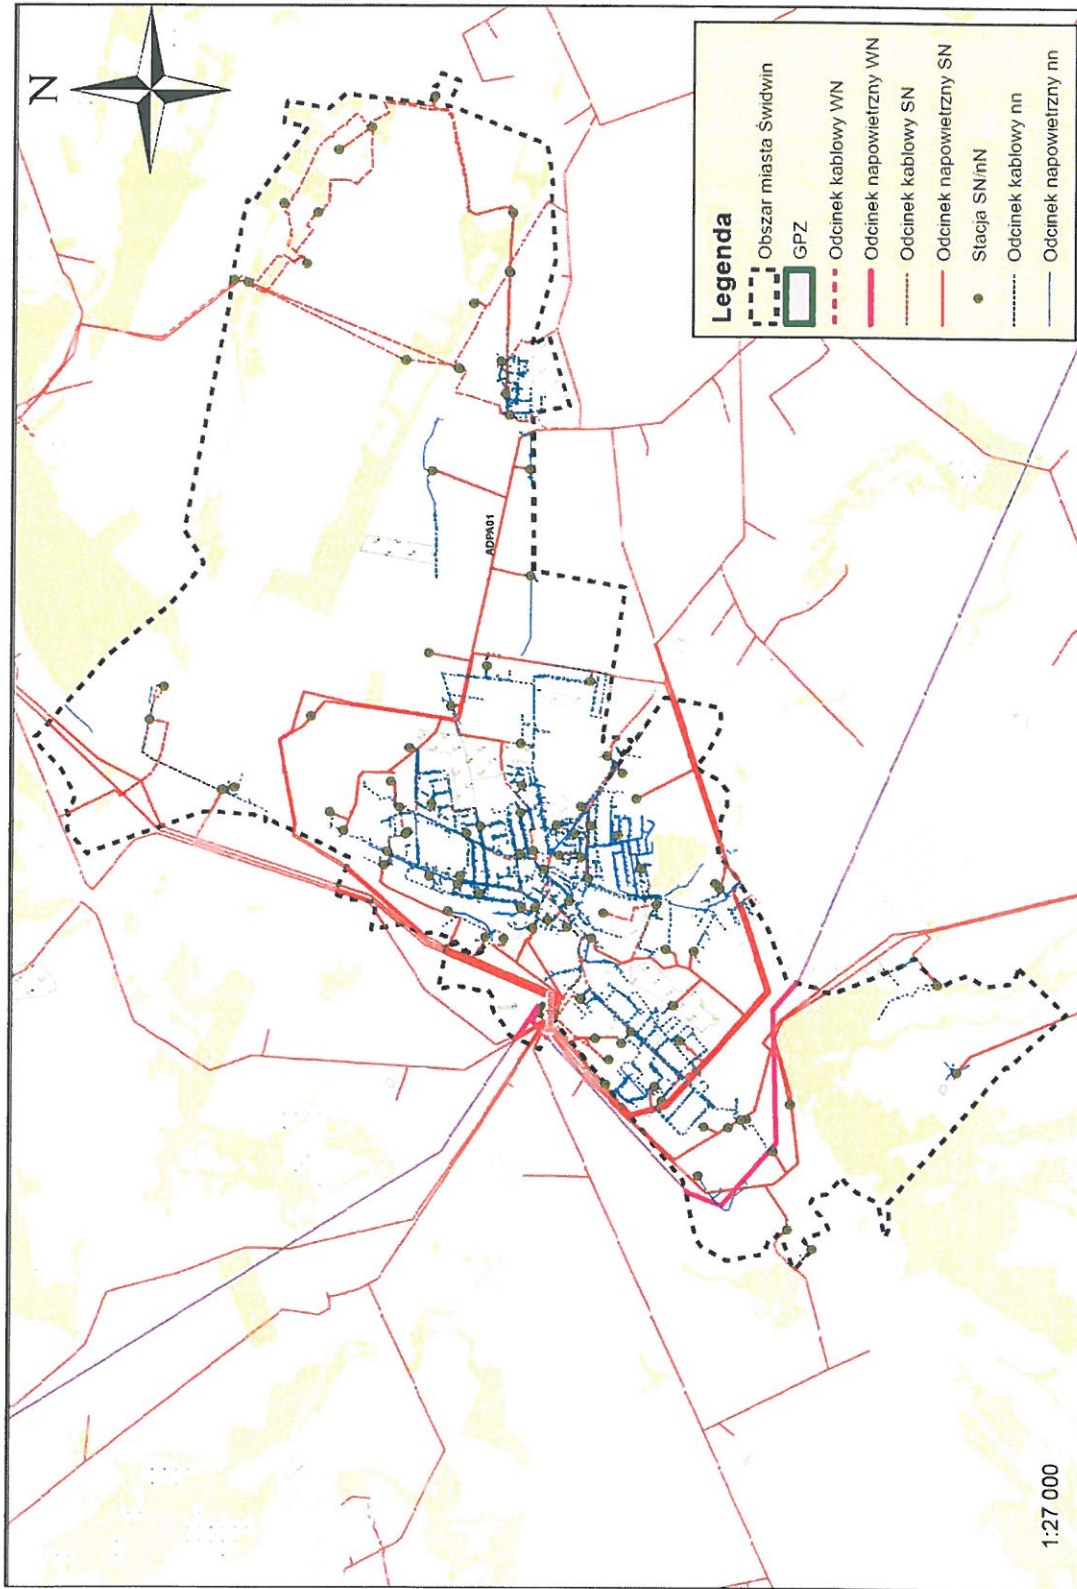 N
ADPA01
Legenda
Obszar miasta Świdwin
GPZ
Odcinek kablowy WN
Odcinek napowietrzny WN
Odcinek kablowy SN
Odcinek napowietrzny SN
Stacja SN/nN
Odcinek kablowy nn
Odcinek napowietrzny nn
1:27 000